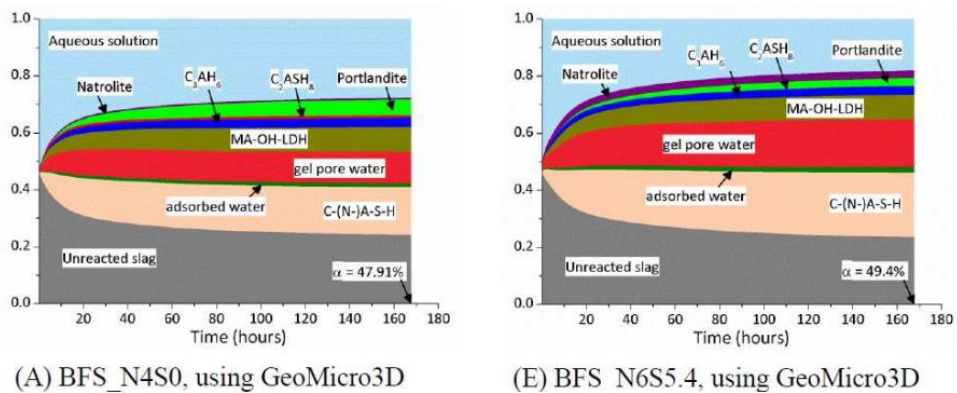 1.0
0.8
0.6
0.4
0.2
0.0
Aqueous solution
Natrolite
C3AH6
C2ASH8
Portlandite
MA-OH-LDH
gel pore water
adsorbed water
C-(N-)A-S-H
Unreacted slag
α = 47.91%
20 40 60 80 100 120 140 160 180
Time (hours)
(A) BFS_N4S0, using GeoMicro3D
1.0
0.8
0.6
0.4
0.2
0.0
Aqueous solution
Natrolite
C3AH6
C2ASH8
Portlandite
MA-OH-LDH
gel pore water
adsorbed water
C-(N-)A-S-H
Unreacted slag
α = 49.4%
20 40 60 80 100 120 140 160 180
Time (hours)
(E) BFS N6S5.4, using GeoMicro3D